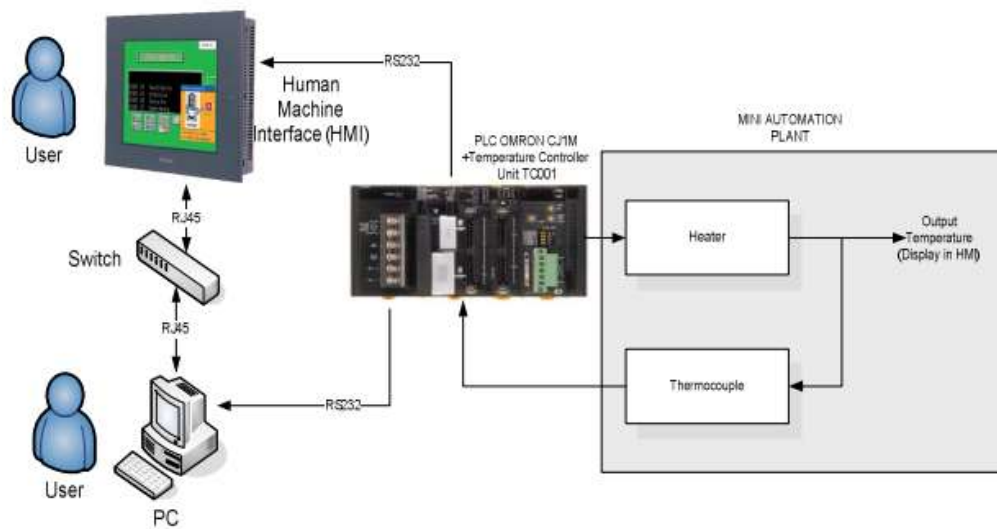 User
Human
Machine
Interface (HMI)
RS232
RJ45
Switch
RJ45
User
PC
RS232
PLC OMRON CJ1M
+Temperature Controller
Unit TC001
MINI AUTOMATION
PLANT
Heater
Output
Temperature
(Display in HMI)
Thermocouple